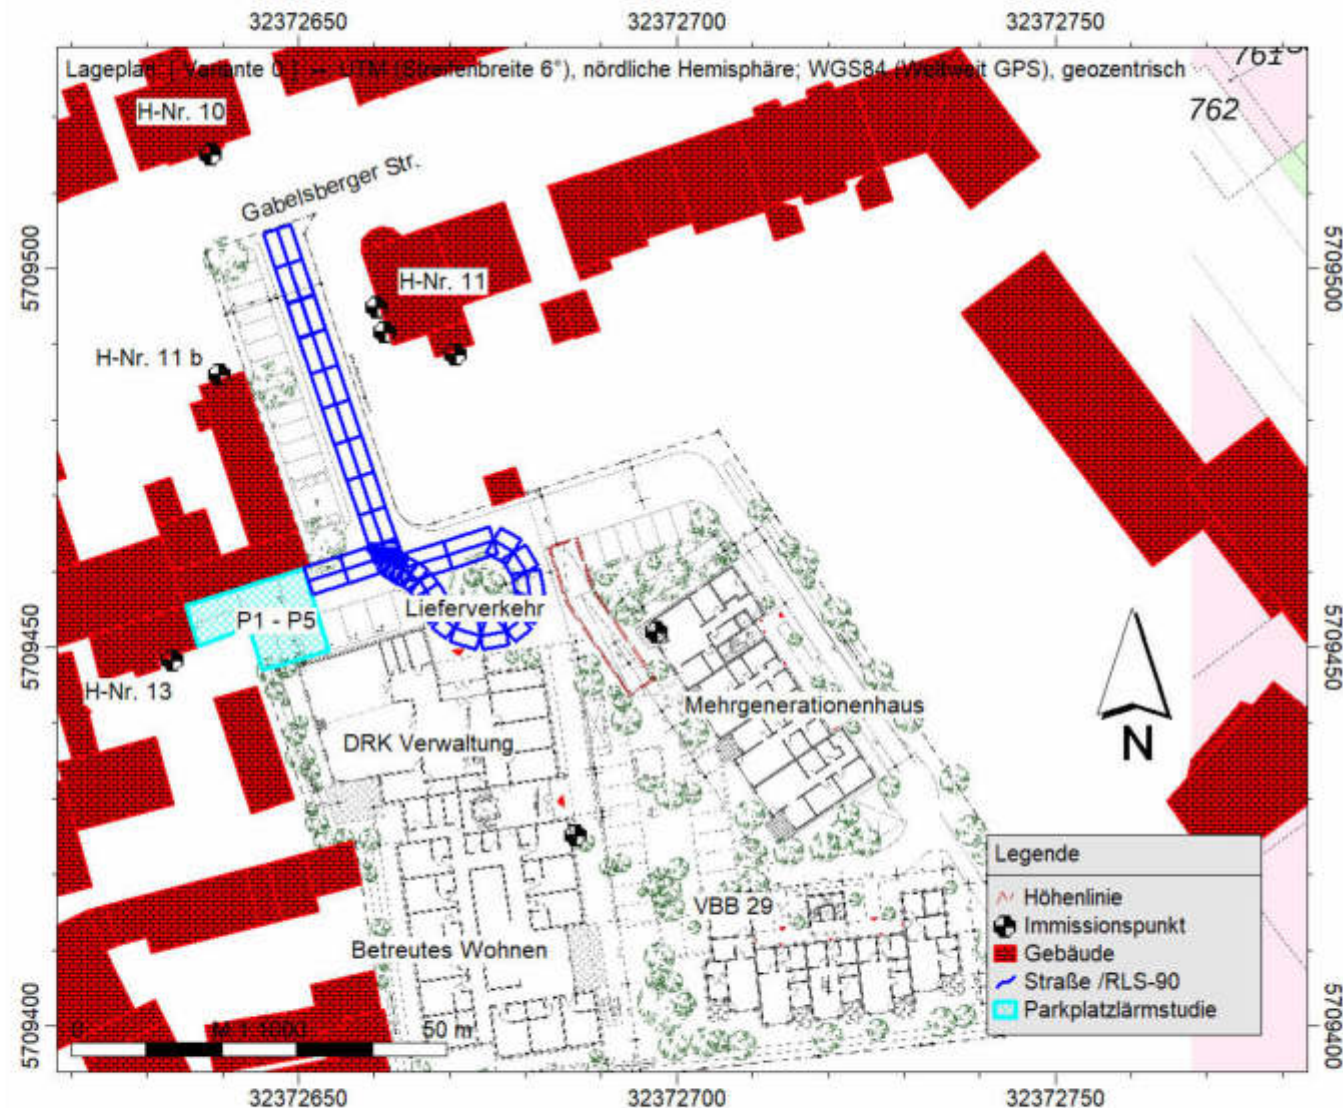 32372650 32372700 32372750
Lageplan [ Variante 0 ] -- UTM (Streifenbreite 6°), nördliche Hemisphäre; WGS84 (Weltweit GPS), geozentrisch
761
762
H-Nr. 10
Gabelsberger Str.
5709500 5709500
H-Nr. 11
H-Nr. 11 b
Lieferverkehr
P1 - P5
5709450 5709450
H-Nr. 13
Mehrgenerationenhaus
DRK Verwaltung
N
Legende
Höhenlinie
Immissionspunkt
Gebäude
Straße /RLS-90
Parkplatzlärmstudie
VBB 29
Betreutes Wohnen
5709400 5709400
0 M 1:1000 50 m
32372650 32372700 32372750